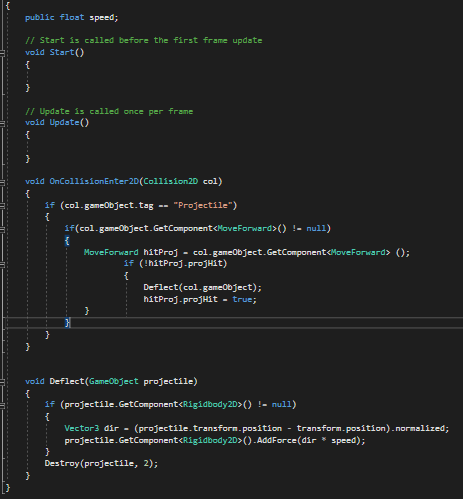 {
public float speed;
// Start is called before the first frame update
void Start()
{
}
// Update is called once per frame
void Update()
{
}
void OnCollisionEnter2D(Collision2D col)
{
if (col.gameObject.tag == "Projectile")
{
if(col.gameObject.GetComponent<MoveForward>() != null)
{
MoveForward hitProj = col.gameObject.GetComponent<MoveForward> ();
if (!hitProj.projHit)
{
Deflect(col.gameObject);
hitProj.projHit = true;
}
}
}
}
void Deflect(GameObject projectile)
{
if (projectile.GetComponent<Rigidbody2D>() != null)
{
Vector3 dir = (projectile.transform.position - transform.position).normalized;
projectile.GetComponent<Rigidbody2D>().AddForce(dir * speed);
}
Destroy(projectile, 2);
}
}